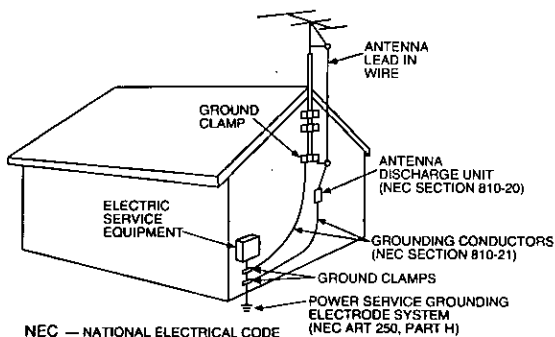 ANTENNA
LEAD IN
WIRE
GROUND
CLAMP
ANTENNA
DISCHARGE UNIT
(NEC SECTION 810-20)
ELECTRIC
SERVICE
EQUIPMENT
GROUNDING CONDUCTORS
(NEC SECTION 810-21)
GROUND CLAMPS
POWER SERVICE GROUNDING
ELECTRODE SYSTEM
(NEC ART 250, PART H)
NEC — NATIONAL ELECTRICAL CODE